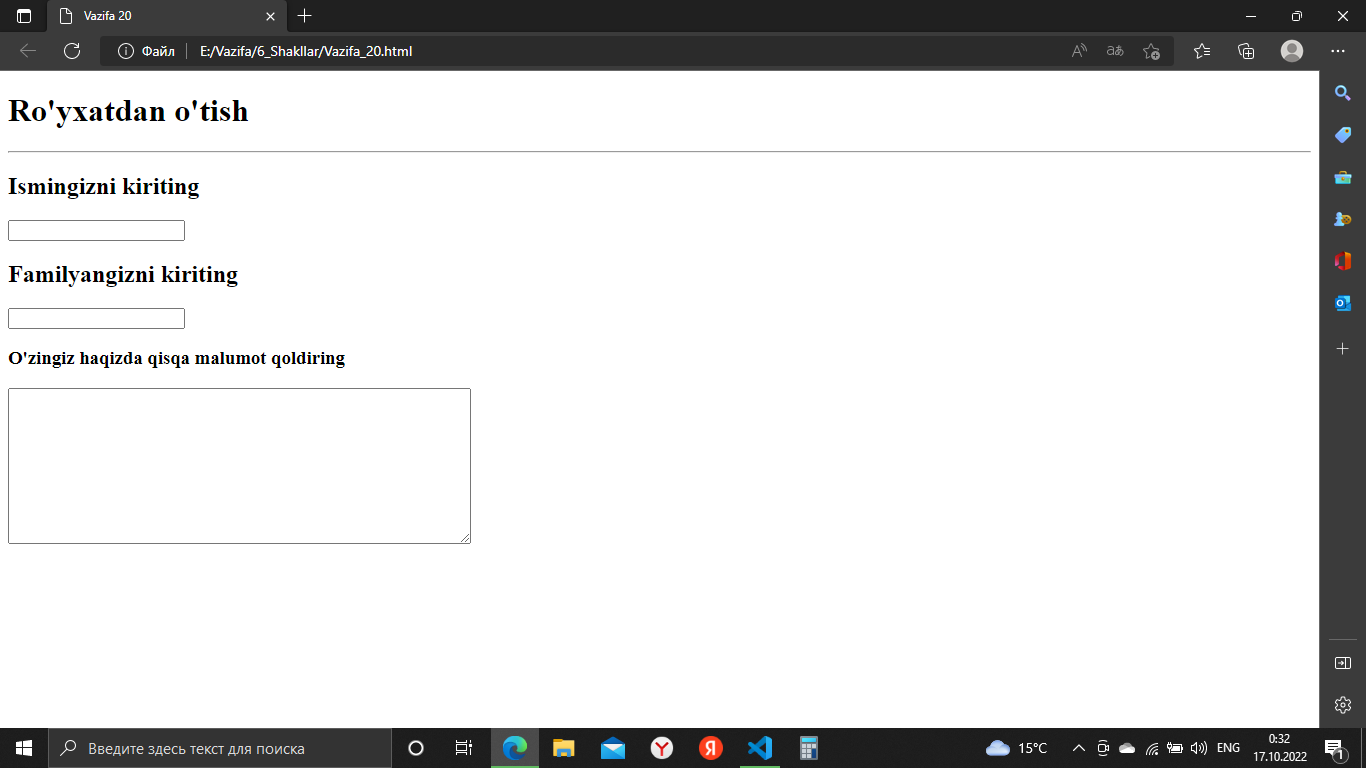 Vazifa 20
Файл
E:/Vazifa/6_Shakllar/Vazifa_20.html
Ro'yxatdan o'tish
Ismingizni kiriting
Familyangizni kiriting
O'zingiz haqizda qisqa malumot qoldiring
Введите здесь текст для поиска
15°C
ENG
0:32
17.10.2022
1